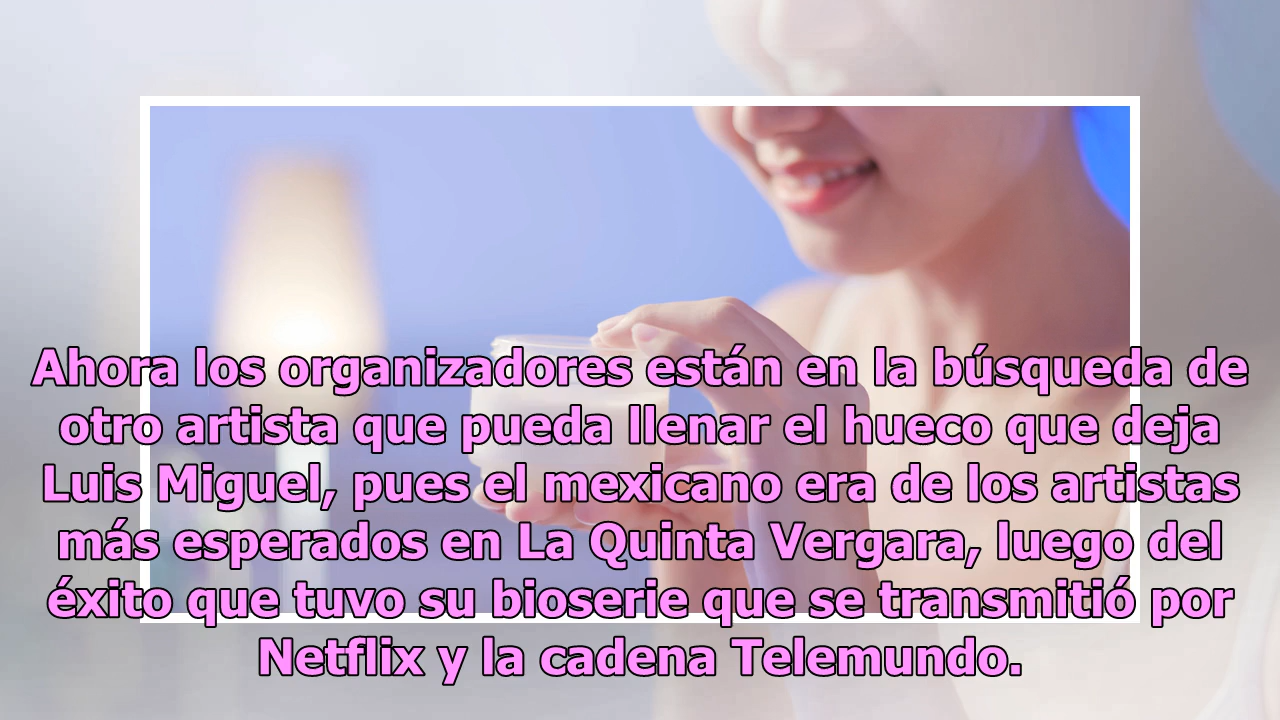 Ahora los organizadores están en la búsqueda de
otro artista que pueda llenar el hueco que deja
Luis Miguel, pues el mexicano era de los artistas
más esperados en La Quinta Vergara, luego del
éxito que tuvo su bioserie que se transmitió por
Netflix y la cadena Telemundo.